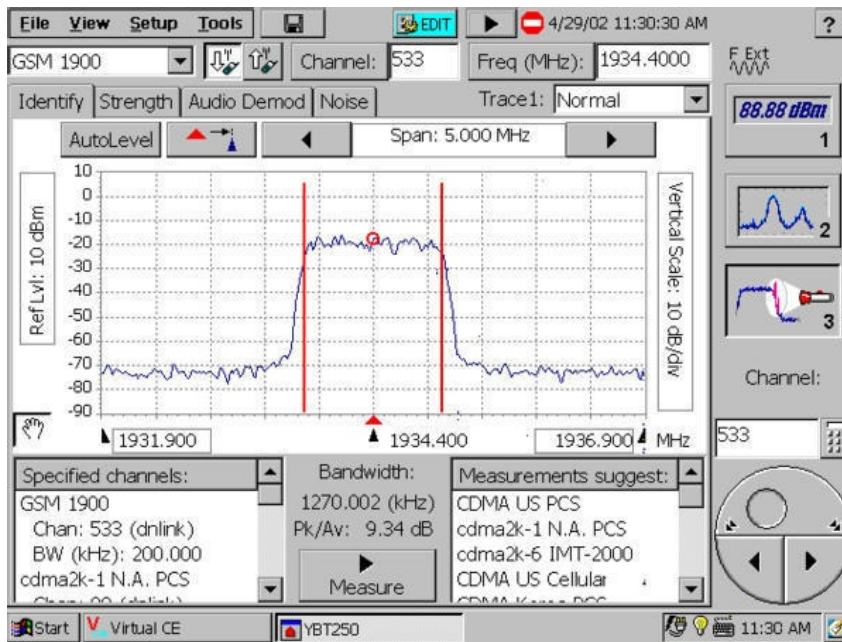 File View Setup Tools EDIT 4/29/02 11:30:30 AM ?
GSM 1900 Channel: 533 Freq (MHz): 1934.4000 F Ext
Identify Strength Audio Demod Noise Trace1: Normal
88.88 dBm
1
AutoLevel Span: 5.000 MHz
Ref Lvl: 10 dBm
10
0
-10
-20
-30
-40
-50
-60
-70
-80
-90
Vertical Scale: 10 dB/div
2
3
Channel:
533
1931.900 1934.400 1936.900 MHz
Specified channels:
GSM 1900
Chan: 533 (dnlink)
BW (kHz): 200.000
cdma2k-1 N.A. PCS
Bandwidth:
1270.002 (kHz)
Pk/Av: 9.34 dB
Measure
Measurements suggest:
CDMA US PCS
cdma2k-1 N.A. PCS
cdma2k-6 IMT-2000
CDMA US Cellular
Start Virtual CE YBT250 11:30 AM